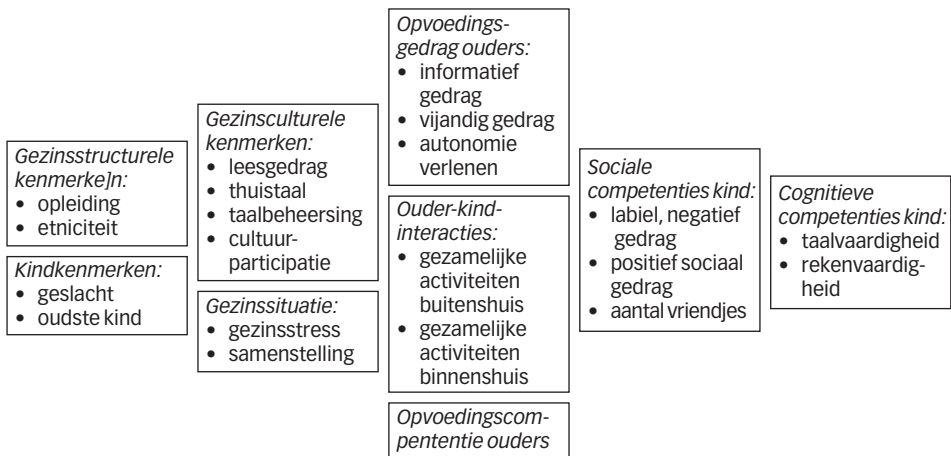 Gezinsstructurele
kenmerke]n:
• opleiding
• etniciteit
Kindkenmerken:
• geslacht
• oudste kind
Gezinsculturele
kenmerken:
• leesgedrag
• thuistaal
• taalbeheersing
• cultuur-
participatie
Gezinssituatie:
• gezinsstress
• samenstelling
Opvoedings-
gedrag ouders:
• informatief
gedrag
• vijandig gedrag
• autonomie
verlenen
Ouder-kind-
interacties:
• gezamelijke
activiteiten
buitenshuis
• gezamelijke
activiteiten
binnenshuis
Opvoedingscom-
pententie ouders
Sociale
competenties kind:
• labiel, negatief
gedrag
• positief sociaal
gedrag
• aantal vriendjes
Cognitieve
competenties kind:
• taalvaardigheid
• rekenvaardig-
heid